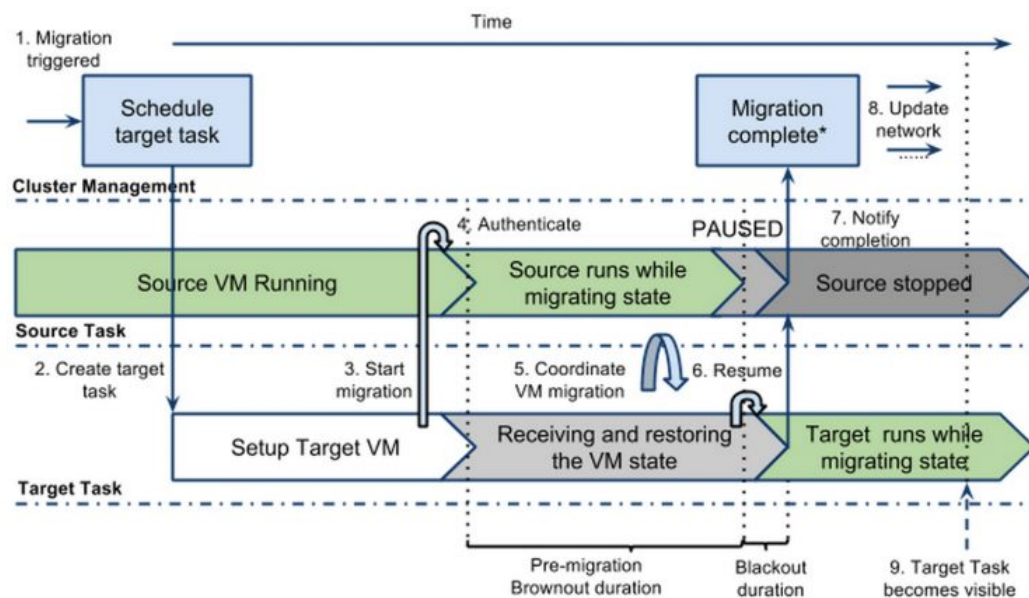 Time
1. Migration
triggered
Schedule
target task
Migration
complete*
8. Update
network
Cluster Management
4. Authenticate
PAUSED
7. Notify
completion
Source VM Running
Source runs while
migrating state
Source stopped
Source Task
2. Create target
task
3. Start
migration
5. Coordinate
VM migration
6. Resume
Setup Target VM
Receiving and restoring
the VM state
Target runs while
migrating state
Target Task
Pre-migration
Brownout duration
Blackout
duration
9. Target Task
becomes visible